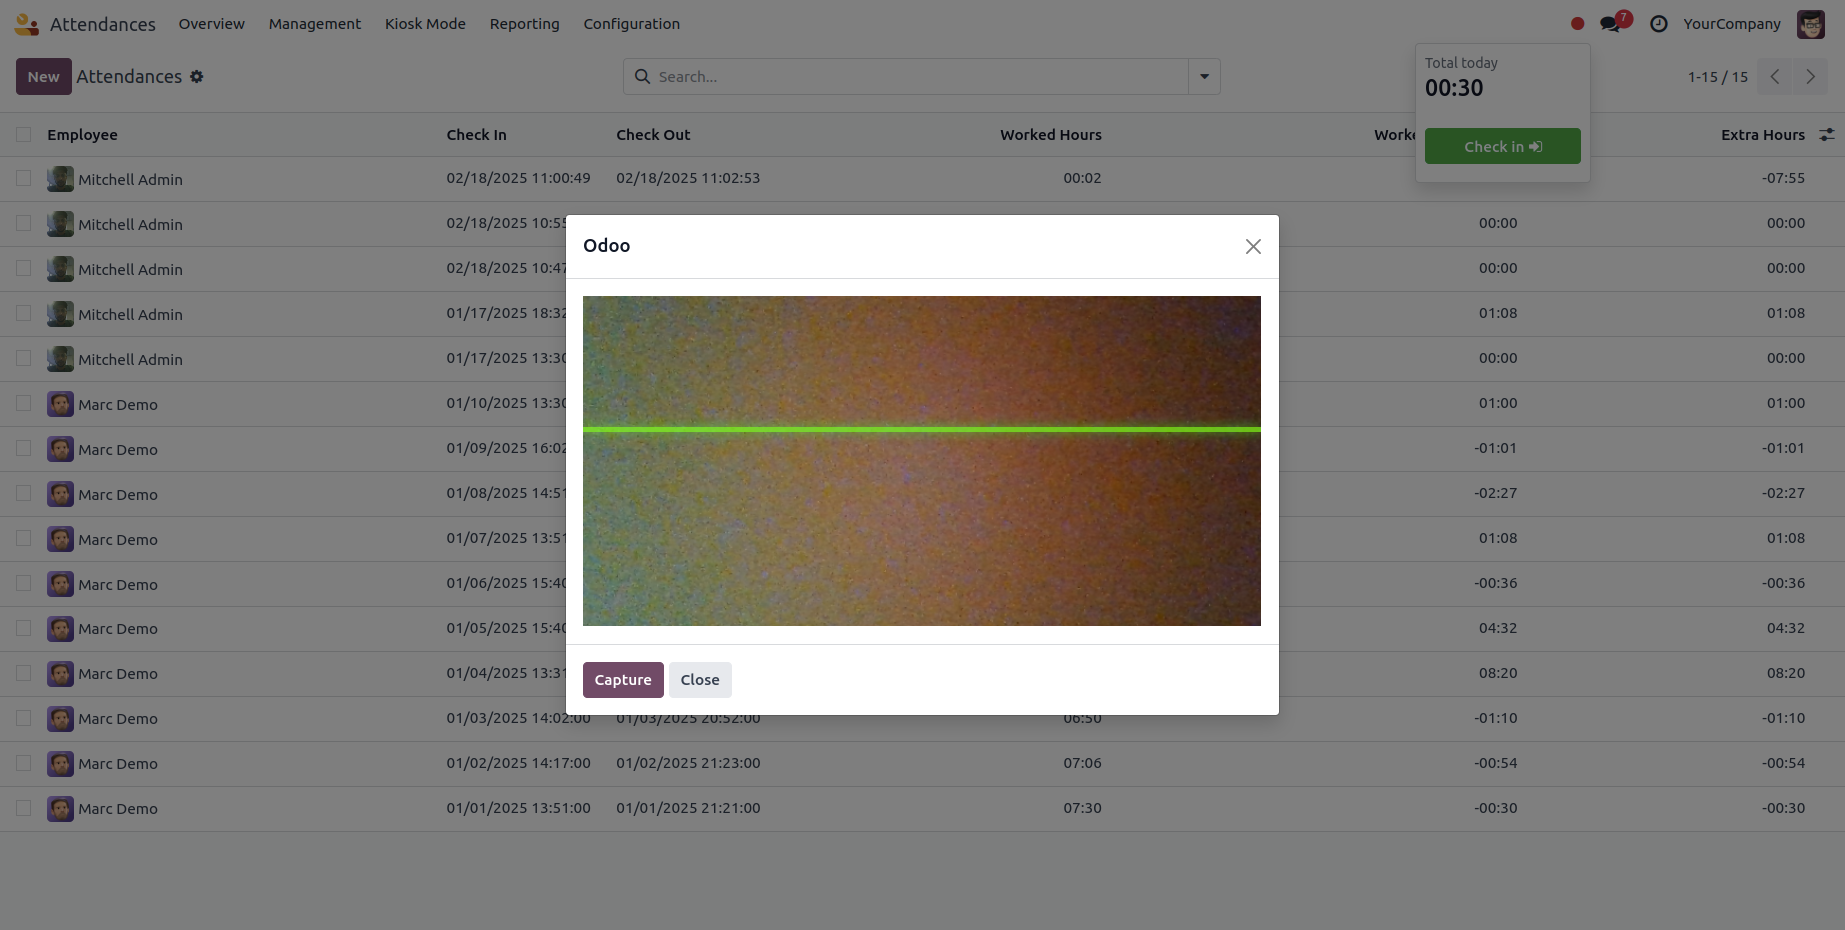 Attendances Overview Management Kiosk Mode Reporting Configuration 7 YourCompany
New Attendances Search... 1-15 / 15
Total today
00:30
Check in
Employee Check In Check Out Worked Hours Worke Extra Hours
Mitchell Admin 02/18/2025 11:00:49 02/18/2025 11:02:53 00:02 -07:55
Mitchell Admin 02/18/2025 10:55 00:00 00:00
Mitchell Admin 02/18/2025 10:47 00:00 00:00
Mitchell Admin 01/17/2025 18:32 01:08 01:08
Mitchell Admin 01/17/2025 13:30 00:00 00:00
Marc Demo 01/10/2025 13:30 01:00 01:00
Marc Demo 01/09/2025 16:02 -01:01 -01:01
Marc Demo 01/08/2025 14:51 -02:27 -02:27
Marc Demo 01/07/2025 13:51 01:08 01:08
Marc Demo 01/06/2025 15:40 -00:36 -00:36
Marc Demo 01/05/2025 15:40 04:32 04:32
Marc Demo 01/04/2025 13:31 08:20 08:20
Marc Demo 01/03/2025 14:02:00 01/03/2025 20:52:00 06:50 -01:10 -01:10
Marc Demo 01/02/2025 14:17:00 01/02/2025 21:23:00 07:06 -00:54 -00:54
Marc Demo 01/01/2025 13:51:00 01/01/2025 21:21:00 07:30 -00:30 -00:30
Odoo
Capture Close